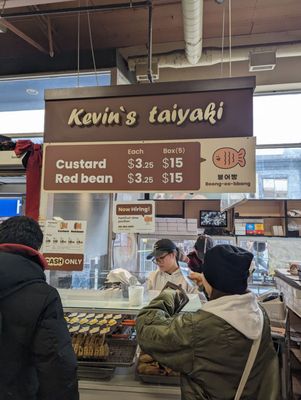 Kevin's taiyaki
Each Box(5)
Custard $3.25 $15
Red bean $3.25 $15
붕어빵
Boong-eo-bbang
Now Hiring!
CASH ONLY